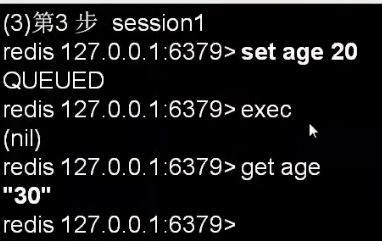 (3)第3 步  session1
redis 127.0.0.1:6379> set age 20
QUEUED
redis 127.0.0.1:6379> exec
(nil)
redis 127.0.0.1:6379> get age
"30"
redis 127.0.0.1:6379>